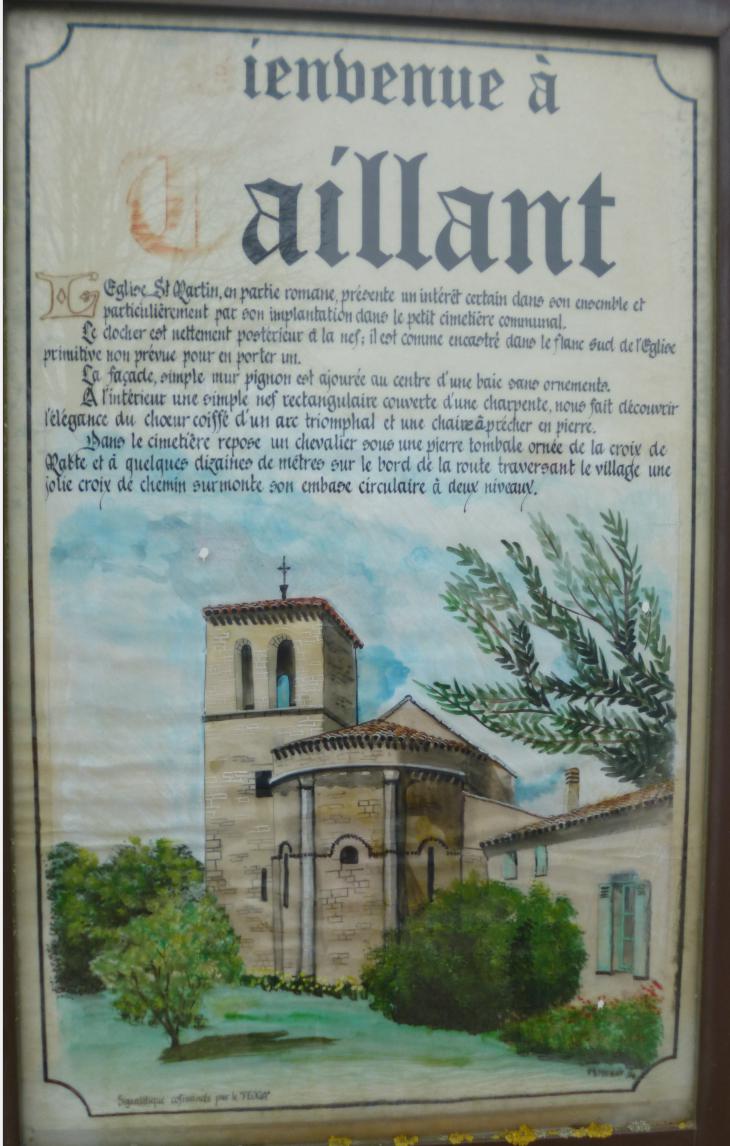 ienvenue à
Taillant
L'Eglise St Martin, en partie romane, présente un intérêt certain dans son ensemble et
particulièrement par son implantation dans le petit cimetière communal.
Le clocher est nettement postérieur à la nef; il est comme encastré dans le flanc sud de l'Eglise
primitive non prévue pour en porter un.
La façade, simple mur pignon est ajourée au centre d'une baie sans ornements.
A l'intérieur une simple nef rectangulaire couverte d'une charpente, nous fait découvrir
l'élégance du chœur coiffé d'un arc triomphal et une chaire à précher en pierre.
Dans le cimetière repose un chevalier sous une pierre tombale ornée de la croix de
Malte et à quelques dizaines de mètres sur le bord de la route traversant le village une
jolie croix de chemin surmonte son embase circulaire à deux niveaux.
Signalétique cofinancée par le "FEOGA"